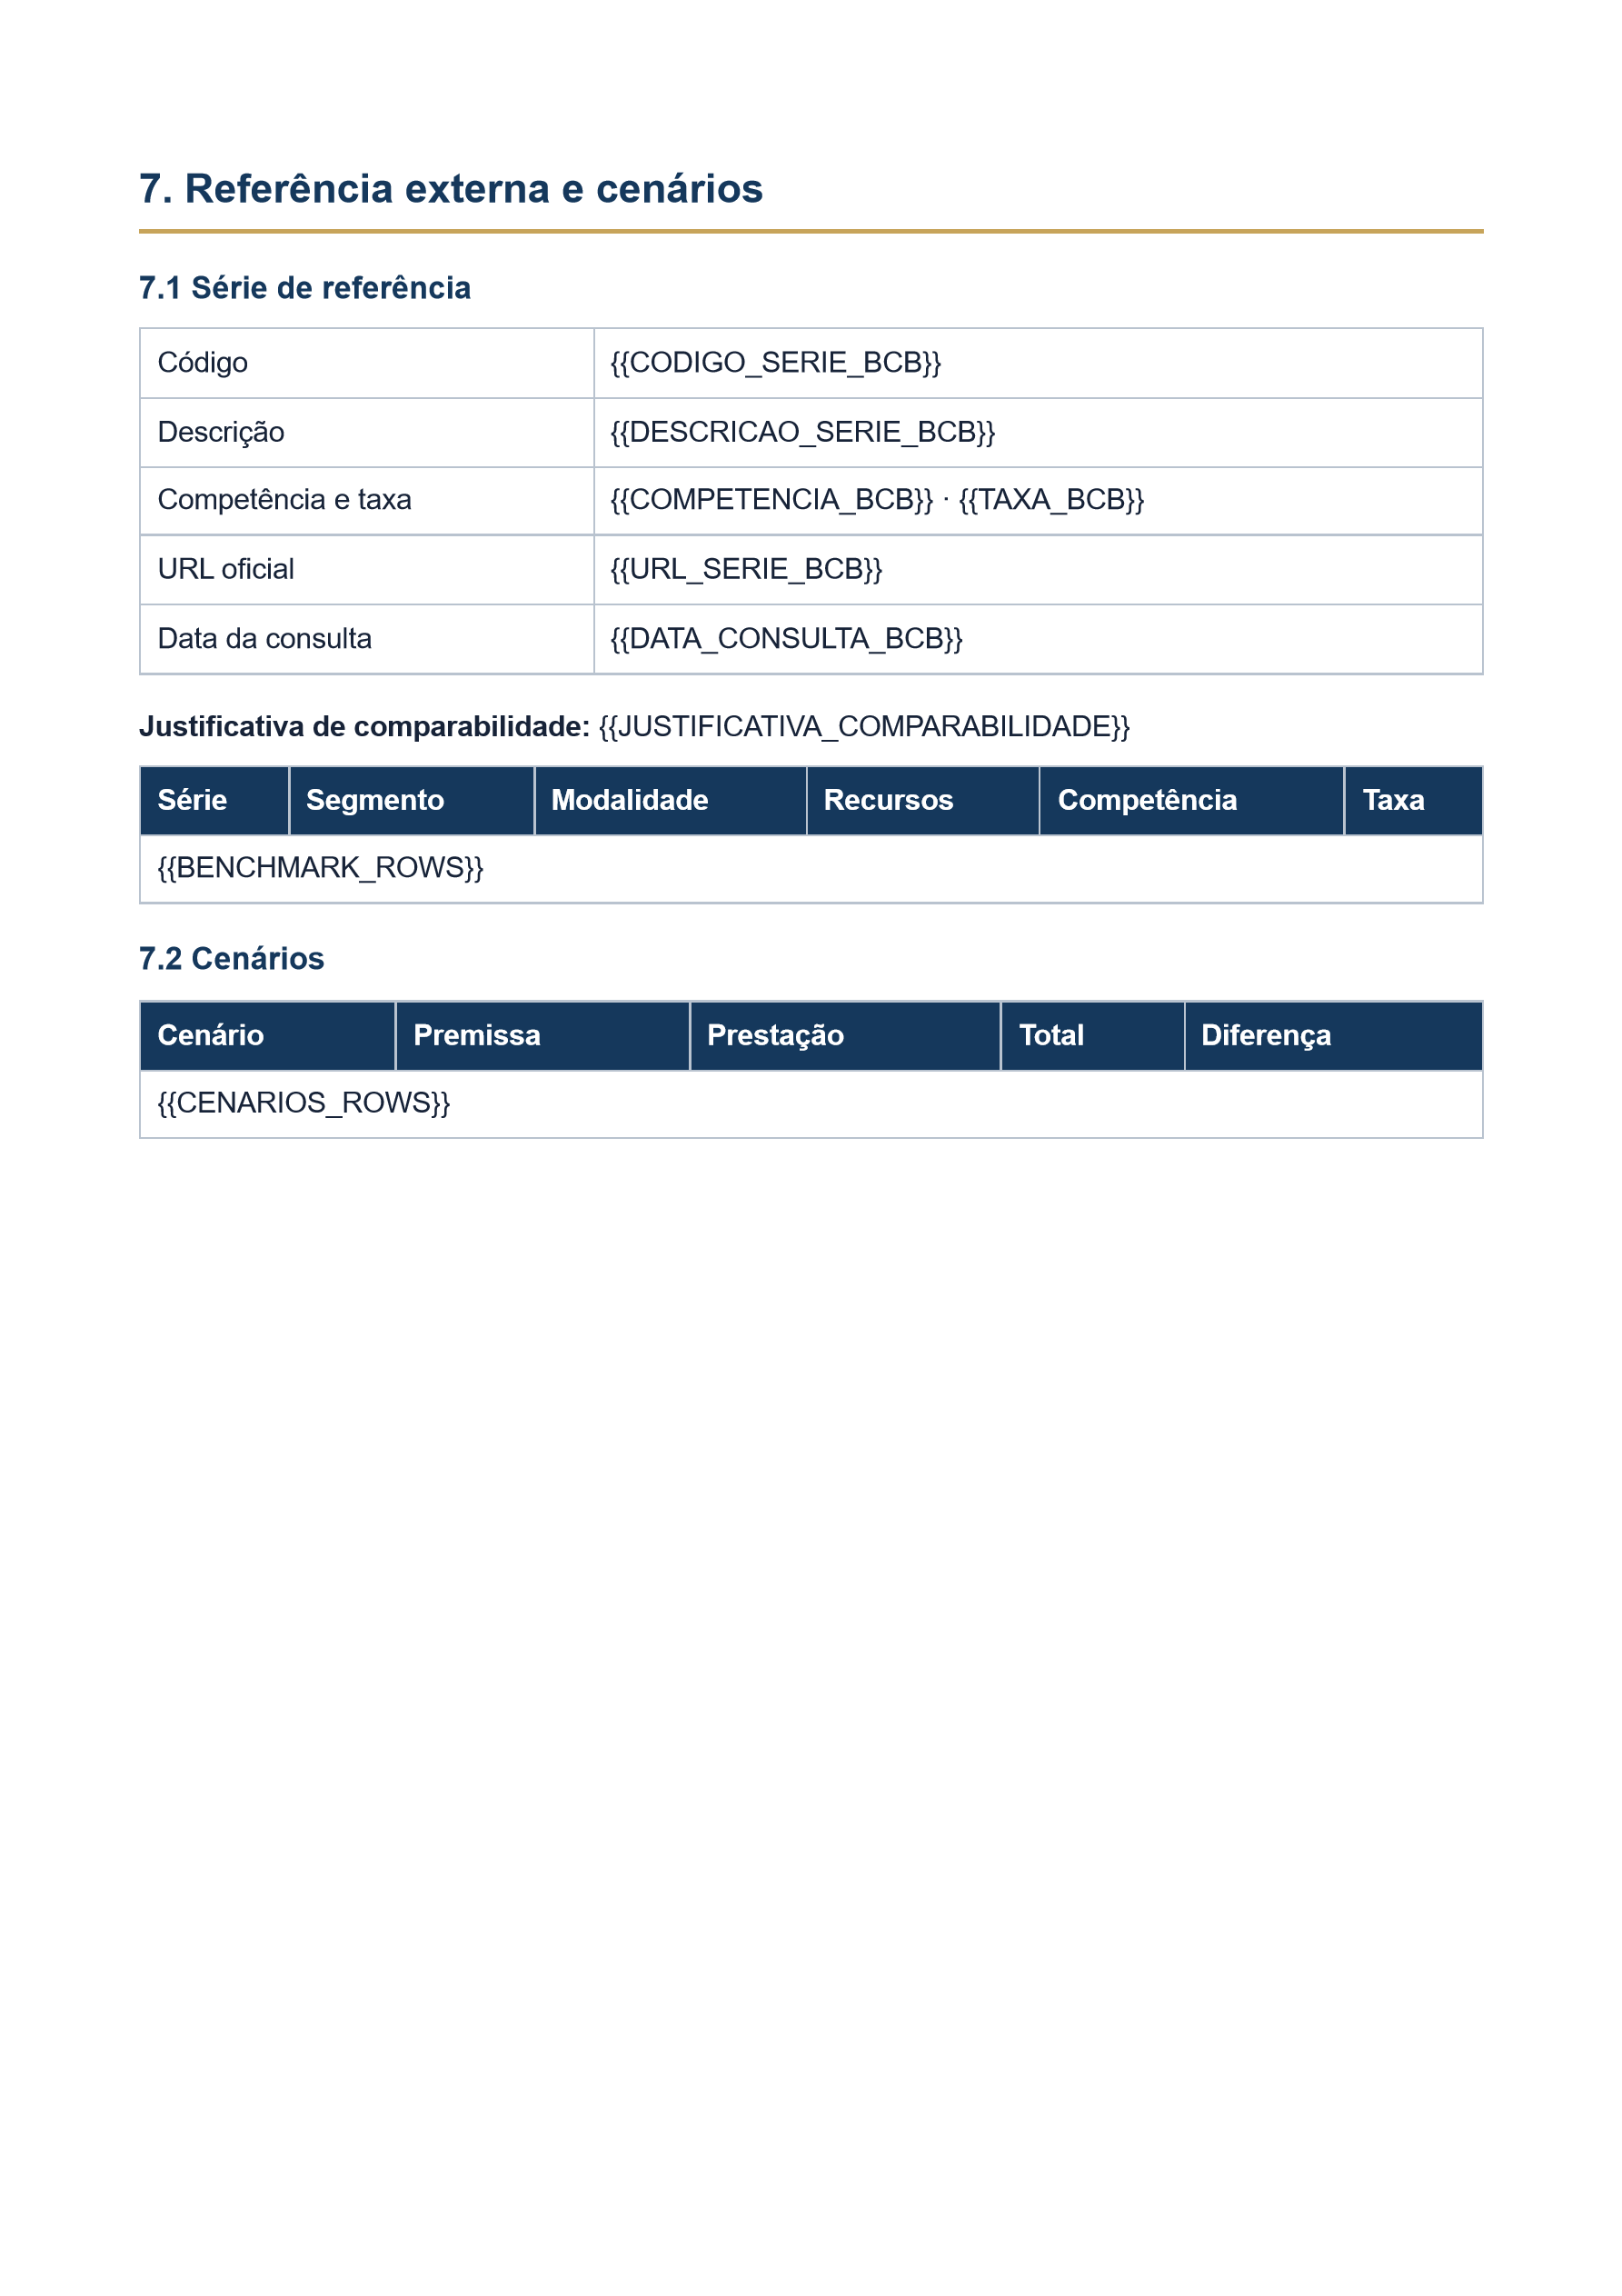 7. Referência externa e cenários
7.1 Série de referência
Código {{CODIGO_SERIE_BCB}}
Descrição {{DESCRICAO_SERIE_BCB}}
Competência e taxa {{COMPETENCIA_BCB}} · {{TAXA_BCB}}
URL oficial {{URL_SERIE_BCB}}
Data da consulta {{DATA_CONSULTA_BCB}}
Justificativa de comparabilidade: {{JUSTIFICATIVA_COMPARABILIDADE}}
Série Segmento Modalidade Recursos Competência Taxa
{{BENCHMARK_ROWS}}
7.2 Cenários
Cenário Premissa Prestação Total Diferença
{{CENARIOS_ROWS}}